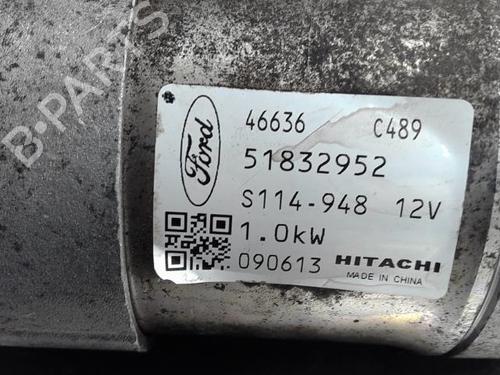 B-PARTS
Ford
46636 C489
51832952
S114-948 12V
1.0kW
090613 HITACHI
MADE IN CHINA